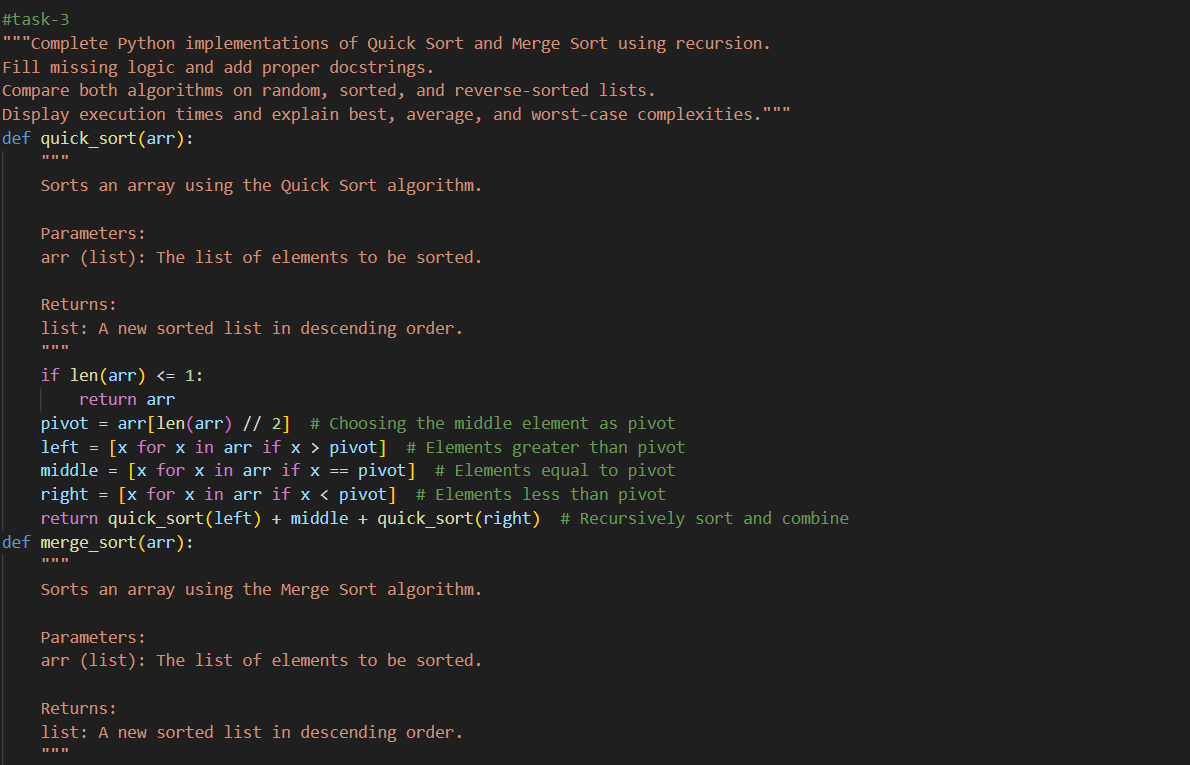 #task-3
"""Complete Python implementations of Quick Sort and Merge Sort using recursion.
Fill missing logic and add proper docstrings.
Compare both algorithms on random, sorted, and reverse-sorted lists.
Display execution times and explain best, average, and worst-case complexities."""
def quick_sort(arr):
    """
    Sorts an array using the Quick Sort algorithm.

    Parameters:
    arr (list): The list of elements to be sorted.

    Returns:
    list: A new sorted list in descending order.
    """
    if len(arr) <= 1:
        return arr
    pivot = arr[len(arr) // 2]  # Choosing the middle element as pivot
    left = [x for x in arr if x > pivot]  # Elements greater than pivot
    middle = [x for x in arr if x == pivot]  # Elements equal to pivot
    right = [x for x in arr if x < pivot]  # Elements less than pivot
    return quick_sort(left) + middle + quick_sort(right)  # Recursively sort and combine
def merge_sort(arr):
    """
    Sorts an array using the Merge Sort algorithm.

    Parameters:
    arr (list): The list of elements to be sorted.

    Returns:
    list: A new sorted list in descending order.
    """